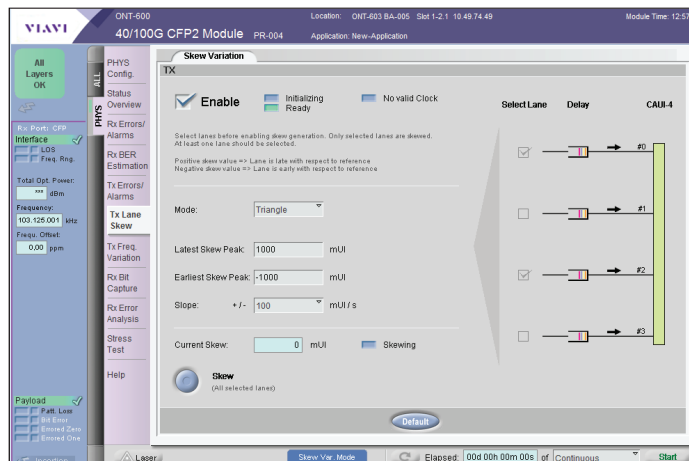 VIAVI
ONT-600
Location: ONT-603 BA-005 Slot 1-2.1 10.49.74.49
Module Time: 12:57
40/100G CFP2 Module PR-004
Application: New-Application
All
Layers
OK
Rx Port: CFP
Interface
LOS
Freq. Rng.
Total Opt. Power:
*** dBm
Frequency:
103.125.001 kHz
Frequ. Offset:
0,00 ppm
Payload
Patt. Loss
Bit Error
Errored Zero
Errored One
Insertion
ALL
PHYS
PHYS
Config.
Status
Overview
Rx Errors/
Alarms
Rx BER
Estimation
Tx Errors/
Alarms
Tx Lane
Skew
Tx Freq.
Variation
Rx Bit
Capture
Rx Error
Analysis
Stress
Test
Help
Skew Variation
TX
Enable
Initializing
Ready
No valid Clock
Select lanes before enabling skew generation. Only selected lanes are skewed.
At least one lane should be selected.
Positive skew value => Lane is late with respect to reference
Negative skew value => Lane is early with respect to reference
Mode: Triangle
Latest Skew Peak: 1000 mUI
Earliest Skew Peak: -1000 mUI
Slope: +/- 100 mUI / s
Current Skew: 0 mUI Skewing
Skew
(All selected lanes)
Select Lane Delay CAUI-4
#0
#1
#2
#3
Default
Laser
Skew Var. Mode
Elapsed: 00d 00h 00m 00s of Continuous
Start